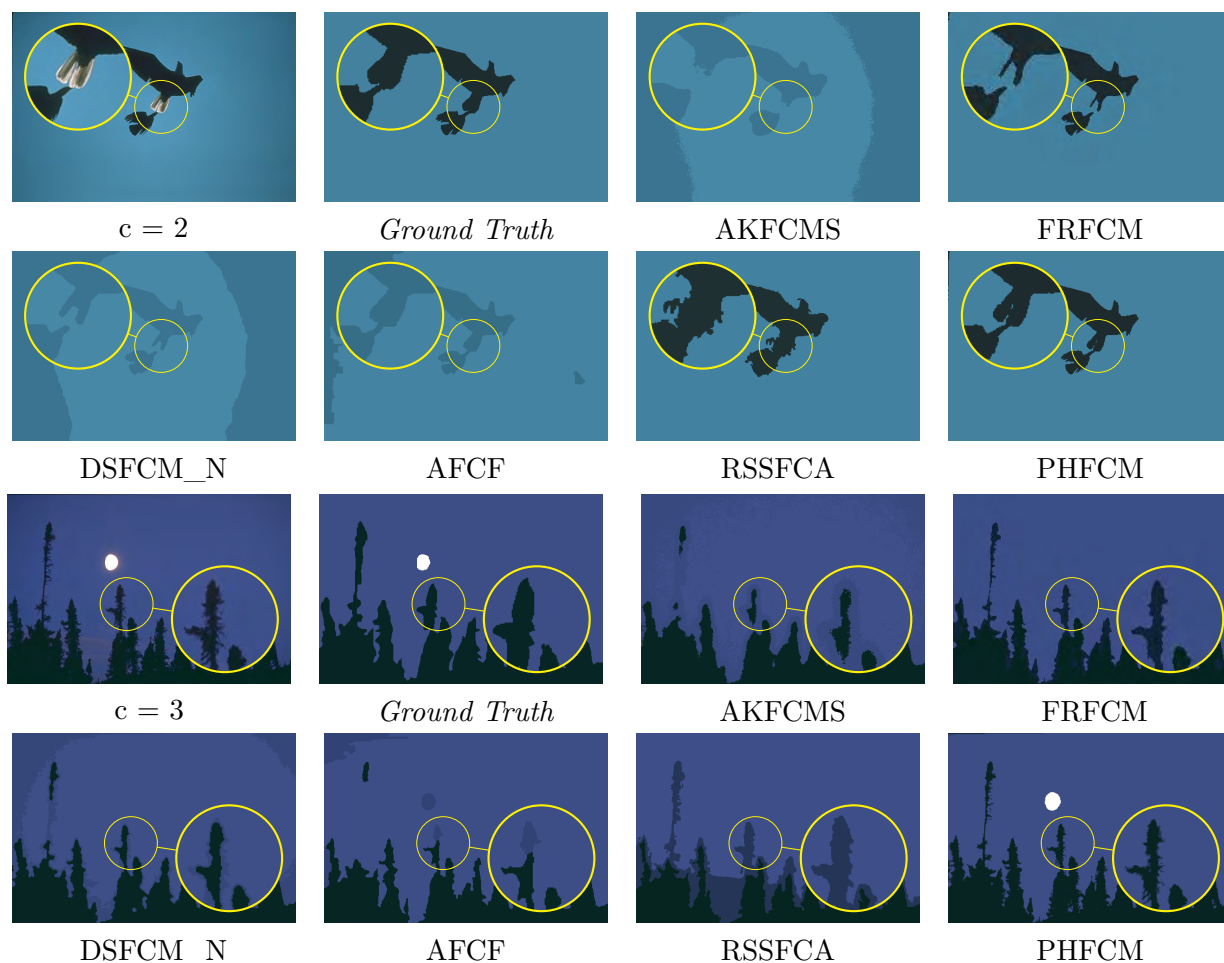 c = 2 Ground Truth AKFCMS FRFCM
DSFCM_N AFCF RSSFCA PHFCM
c = 3 Ground Truth AKFCMS FRFCM
DSFCM_N AFCF RSSFCA PHFCM